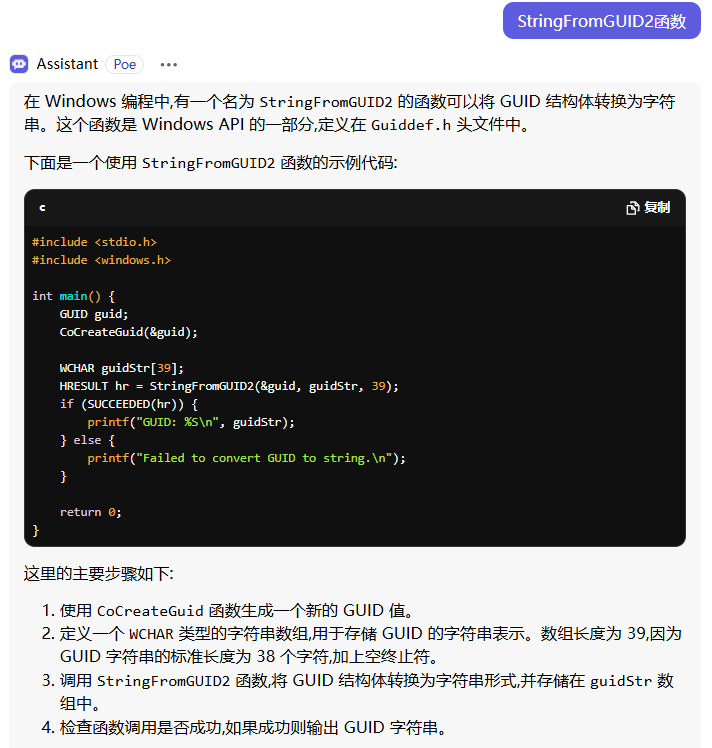 StringFromGUID2函数
Assistant Poe
在 Windows 编程中,有一个名为 StringFromGUID2 的函数可以将 GUID 结构体转换为字符
串。这个函数是 Windows API 的一部分,定义在 Guiddef.h 头文件中。
下面是一个使用 StringFromGUID2 函数的示例代码:
c 复制
#include <stdio.h>
#include <windows.h>
int main() {
    GUID guid;
    CoCreateGuid(&guid);
    WCHAR guidStr[39];
    HRESULT hr = StringFromGUID2(&guid, guidStr, 39);
    if (SUCCEEDED(hr)) {
        printf("GUID: %S\n", guidStr);
    } else {
        printf("Failed to convert GUID to string.\n");
    }
    return 0;
}
这里的主要步骤如下:
1. 使用 CoCreateGuid 函数生成一个新的 GUID 值。
2. 定义一个 WCHAR 类型的字符串数组,用于存储 GUID 的字符串表示。数组长度为 39,因为
GUID 字符串的标准长度为 38 个字符,加上空终止符。
3. 调用 StringFromGUID2 函数,将 GUID 结构体转换为字符串形式,并存储在 guidStr 数
组中。
4. 检查函数调用是否成功,如果成功则输出 GUID 字符串。